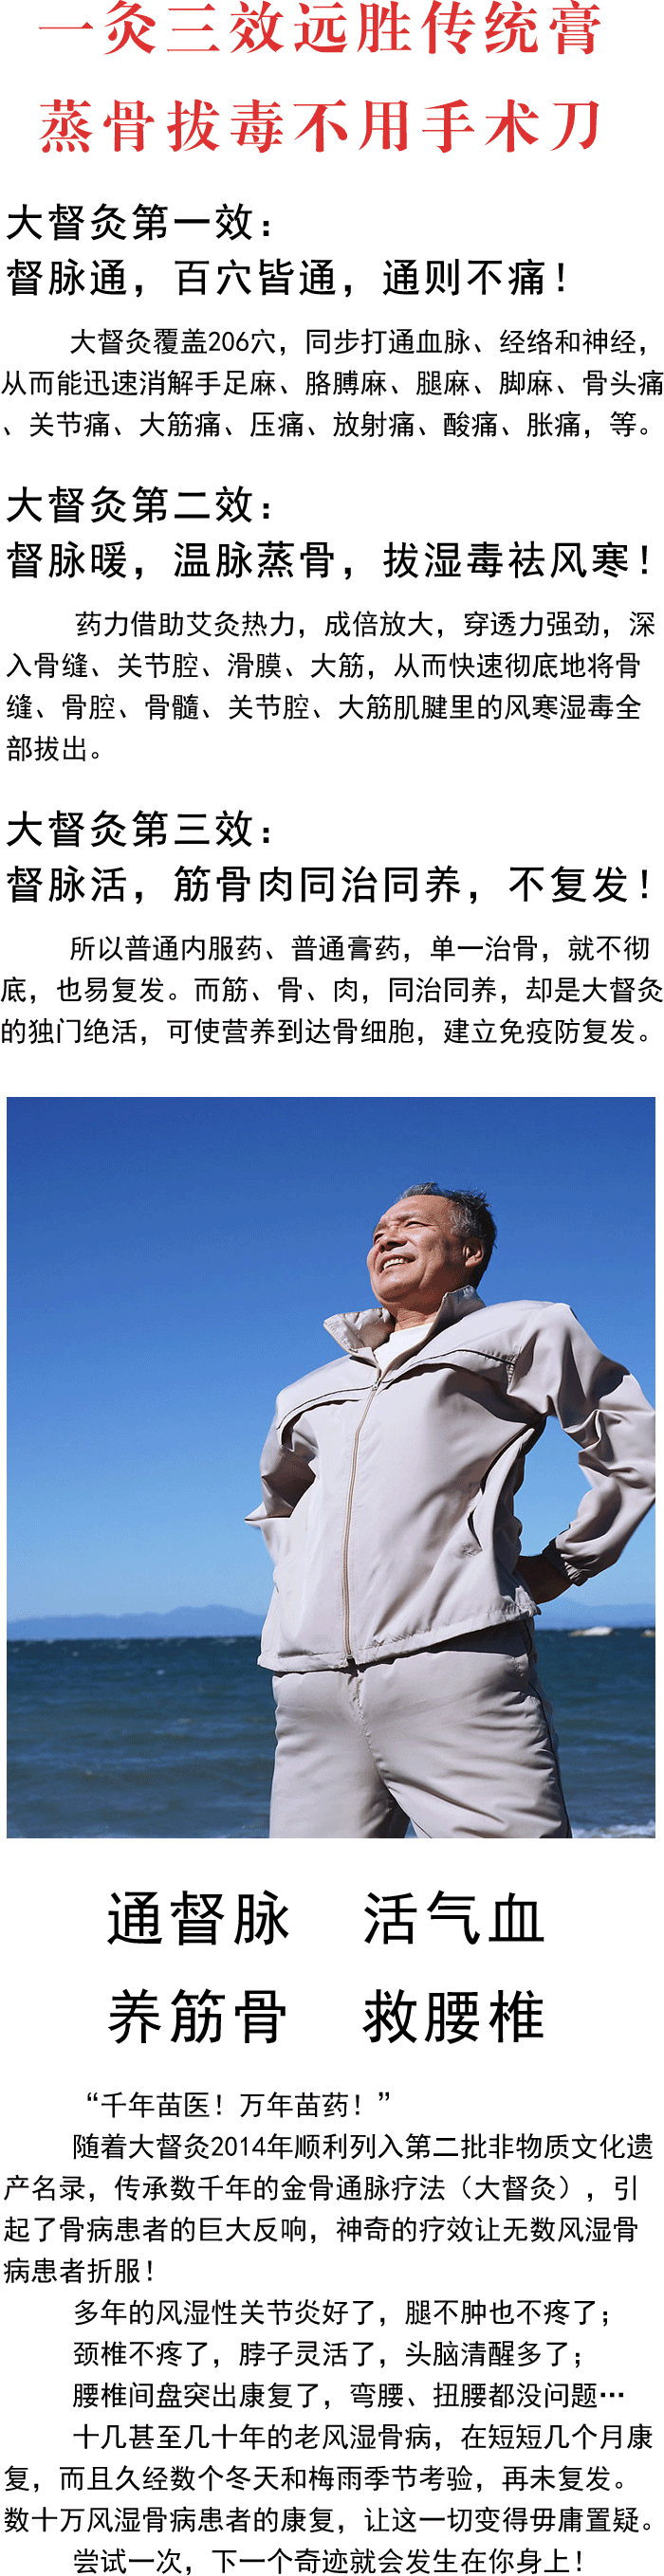 一灸三效远胜传统膏
蒸骨拔毒不用手术刀
大督灸第一效：
督脉通，百穴皆通，通则不痛！
大督灸覆盖206穴，同步打通血脉、经络和神经，
从而能迅速消解手足麻、胳膊麻、腿麻、脚麻、骨头痛
、关节痛、大筋痛、压痛、放射痛、酸痛、胀痛，等。
大督灸第二效：
督脉暖，温脉蒸骨，拔湿毒祛风寒！
药力借助艾灸热力，成倍放大，穿透力强劲，深
入骨缝、关节腔、滑膜、大筋，从而快速彻底地将骨
缝、骨腔、骨髓、关节腔、大筋肌腱里的风寒湿毒全
部拔出。
大督灸第三效：
督脉活，筋骨肉同治同养，不复发！
所以普通内服药、普通膏药，单一治骨，就不彻
底，也易复发。而筋、骨、肉，同治同养，却是大督灸
的独门绝活，可使营养到达骨细胞，建立免疫防复发。
通督脉 活气血
养筋骨 救腰椎
“千年苗医！万年苗药！”
随着大督灸2014年顺利列入第二批非物质文化遗
产名录，传承数千年的金骨通脉疗法（大督灸），引
起了骨病患者的巨大反响，神奇的疗效让无数风湿骨
病患者折服！
多年的风湿性关节炎好了，腿不肿也不疼了；
颈椎不疼了，脖子灵活了，头脑清醒多了；
腰椎间盘突出康复了，弯腰、扭腰都没问题…
十几甚至几十年的老风湿骨病，在短短几个月康
复，而且久经数个冬天和梅雨季节考验，再未复发。
数十万风湿骨病患者的康复，让这一切变得毋庸置疑。
尝试一次，下一个奇迹就会发生在你身上！